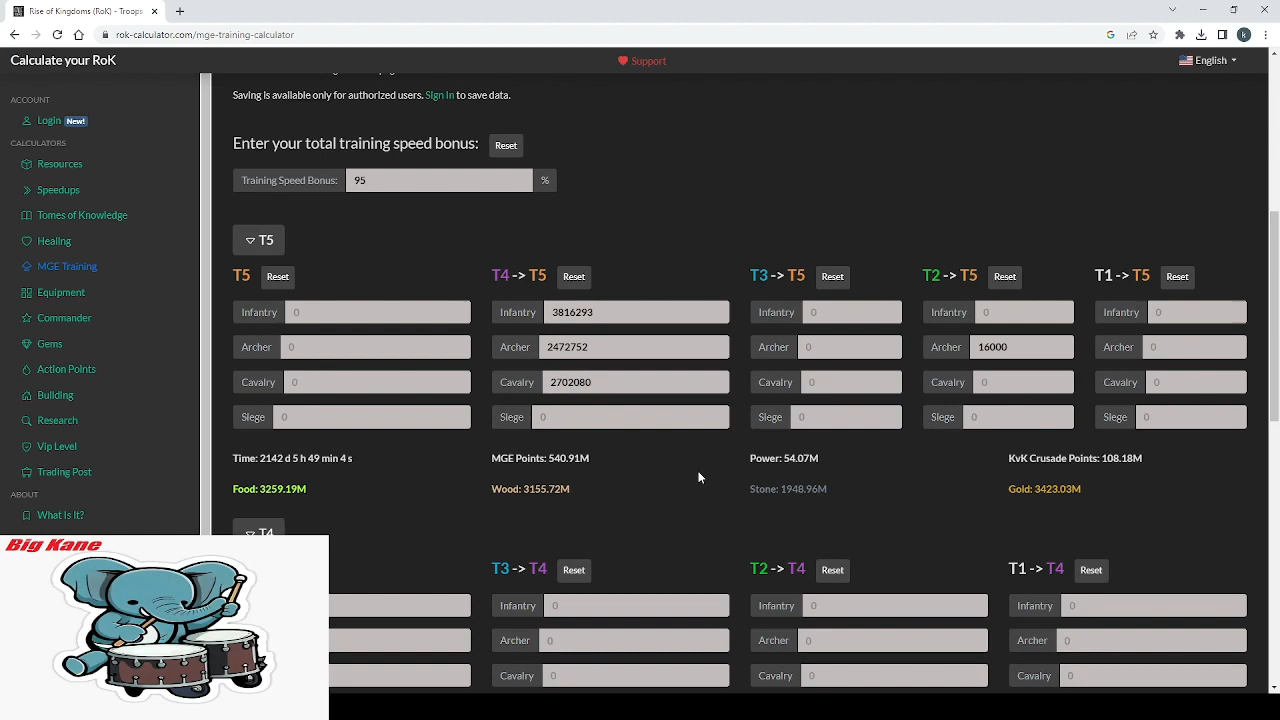 Rise of Kingdoms (RoK) - Troops
rok-calculator.com/mge-training-calculator
Calculate your RoK
Support
English
ACCOUNT
Login New!
CALCULATORS
Resources
Speedups
Tomes of Knowledge
Healing
MGE Training
Equipment
Commander
Gems
Action Points
Building
Research
Vip Level
Trading Post
ABOUT
What Is It?
Saving is available only for authorized users. Sign In to save data.
Enter your total training speed bonus: Reset
Training Speed Bonus: 95 %
T5
T5 Reset T4 -> T5 Reset T3 -> T5 Reset T2 -> T5 Reset T1 -> T5 Reset
Infantry 0 Infantry 3816293 Infantry 0 Infantry 0 Infantry 0
Archer 0 Archer 2472752 Archer 0 Archer 16000 Archer 0
Cavalry 0 Cavalry 2702080 Cavalry 0 Cavalry 0 Cavalry 0
Siege 0 Siege 0 Siege 0 Siege 0 Siege 0
Time: 2142 d 5 h 49 min 4 s MGE Points: 540.91M Power: 54.07M KvK Crusade Points: 108.18M
Food: 3259.19M Wood: 3155.72M Stone: 1948.96M Gold: 3423.03M
T4
T3 -> T4 Reset T2 -> T4 Reset T1 -> T4 Reset
Infantry 0 Infantry 0 Infantry 0
Archer 0 Archer 0 Archer 0
Cavalry 0 Cavalry 0 Cavalry 0
Big Kane